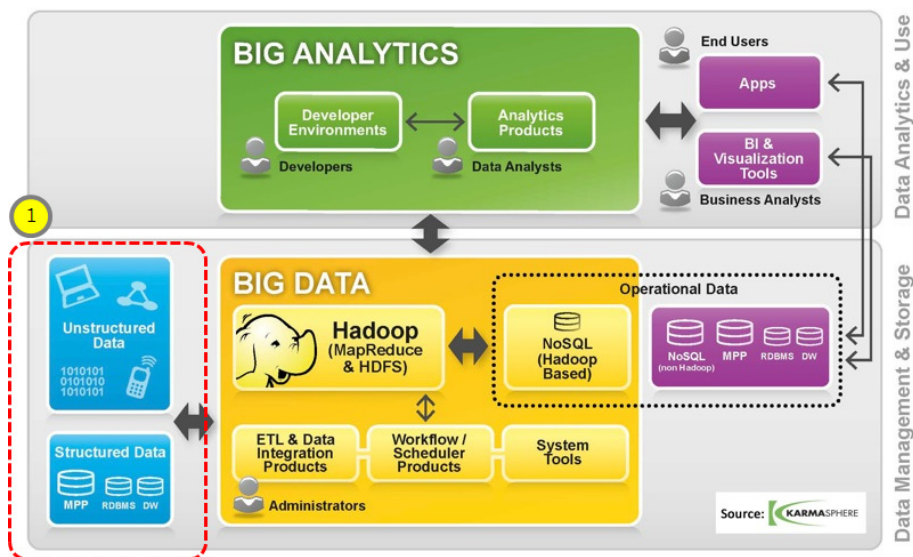 BIG ANALYTICS
Developer
Environments
Analytics
Products
Developers
Data Analysts
End Users
Apps
BI &
Visualization
Tools
Business Analysts
Data Analytics & Use
1
Unstructured
Data
1010101
0101010
1010101
Structured Data
MPP
RDBMS
DW
BIG DATA
Hadoop
(MapReduce
& HDFS)
NoSQL
(Hadoop
Based)
Operational Data
NoSQL
(non Hadoop)
MPP
RDBMS
DW
ETL & Data
Integration
Products
Workflow /
Scheduler
Products
System
Tools
Administrators
Source: KARMASPHERE
Data Management & Storage